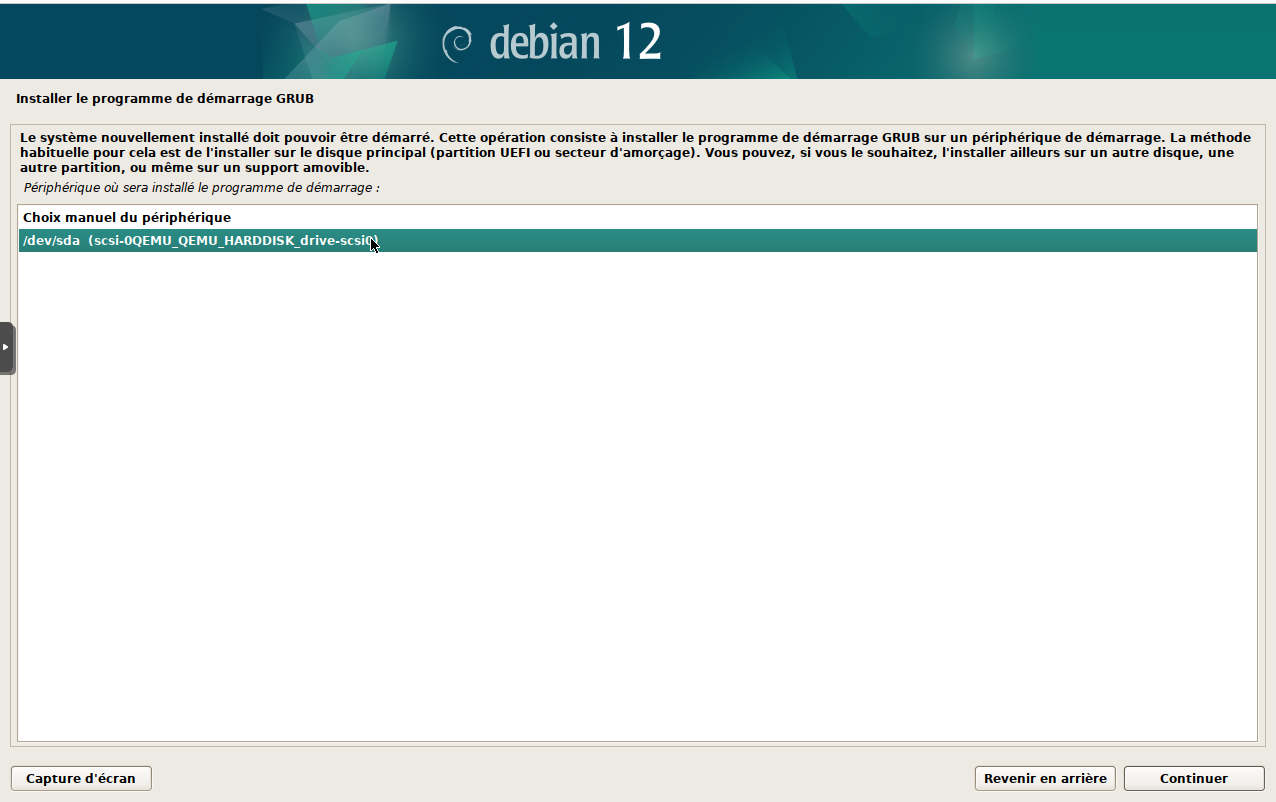 debian 12
Installer le programme de démarrage GRUB
Le système nouvellement installé doit pouvoir être démarré. Cette opération consiste à installer le programme de démarrage GRUB sur un périphérique de démarrage. La méthode
habituelle pour cela est de l'installer sur le disque principal (partition UEFI ou secteur d'amorçage). Vous pouvez, si vous le souhaitez, l'installer ailleurs sur un autre disque, une
autre partition, ou même sur un support amovible.
Périphérique où sera installé le programme de démarrage :
Choix manuel du périphérique
/dev/sda (scsi-0QEMU_QEMU_HARDDISK_drive-scsi0)
Capture d'écran
Revenir en arrière
Continuer